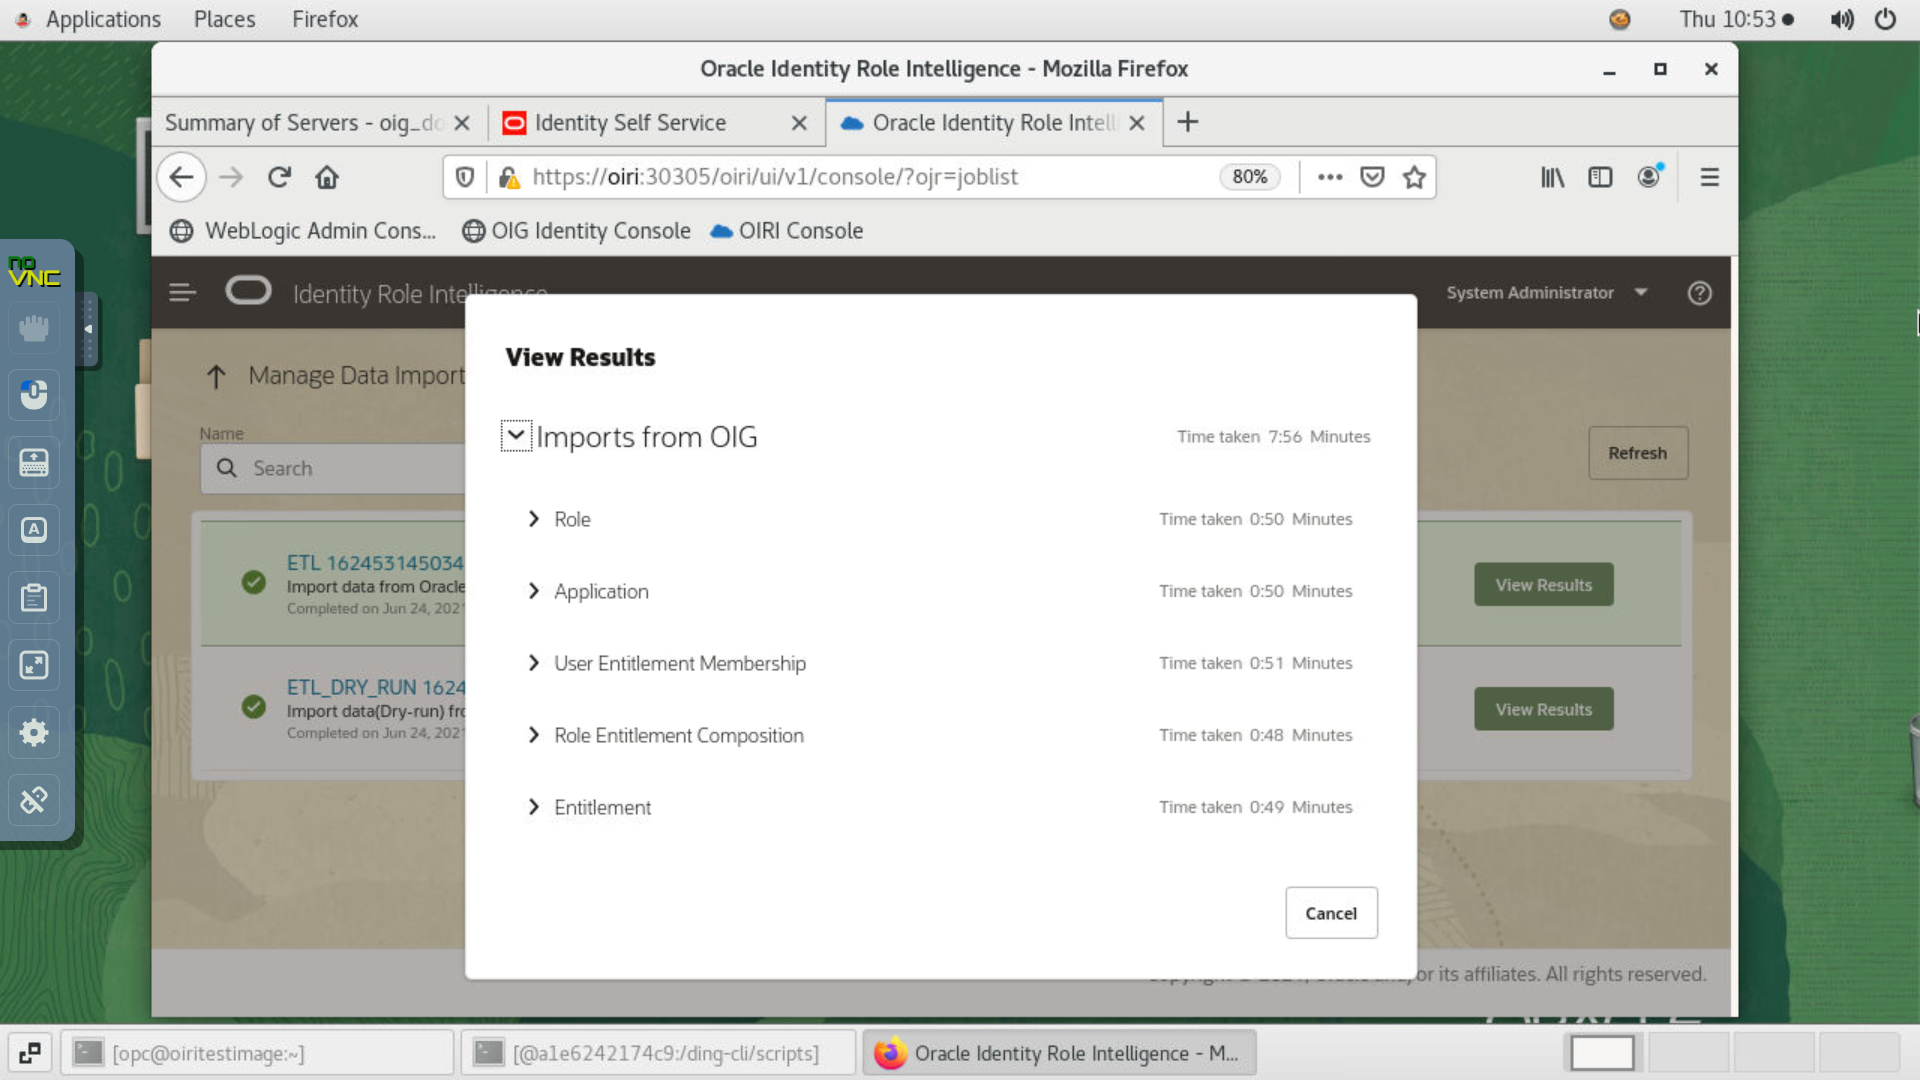 Applications Places Firefox Thu 10:53
Oracle Identity Role Intelligence - Mozilla Firefox
Summary of Servers - oig_do Identity Self Service Oracle Identity Role Intell
https://oiri:30305/oiri/ui/v1/console/?ojr=joblist 80%
WebLogic Admin Cons... OIG Identity Console OIRI Console
no
VNC
Identity Role Intelligence System Administrator
View Results
Manage Data Import
Imports from OIG Time taken 7:56 Minutes
Name
Search
Refresh
Role Time taken 0:50 Minutes
A
ETL 162453145034
Import data from Oracle
Completed on Jun 24, 2021
View Results
Application Time taken 0:50 Minutes
User Entitlement Membership Time taken 0:51 Minutes
ETL_DRY_RUN 1624
Import data(Dry-run) fro
Completed on Jun 24, 2021
View Results
Role Entitlement Composition Time taken 0:48 Minutes
Entitlement Time taken 0:49 Minutes
Cancel
or its affiliates. All rights reserved.
[opc@oiritestimage:~] [@a1e6242174c9:/ding-cli/scripts] Oracle Identity Role Intelligence - M...